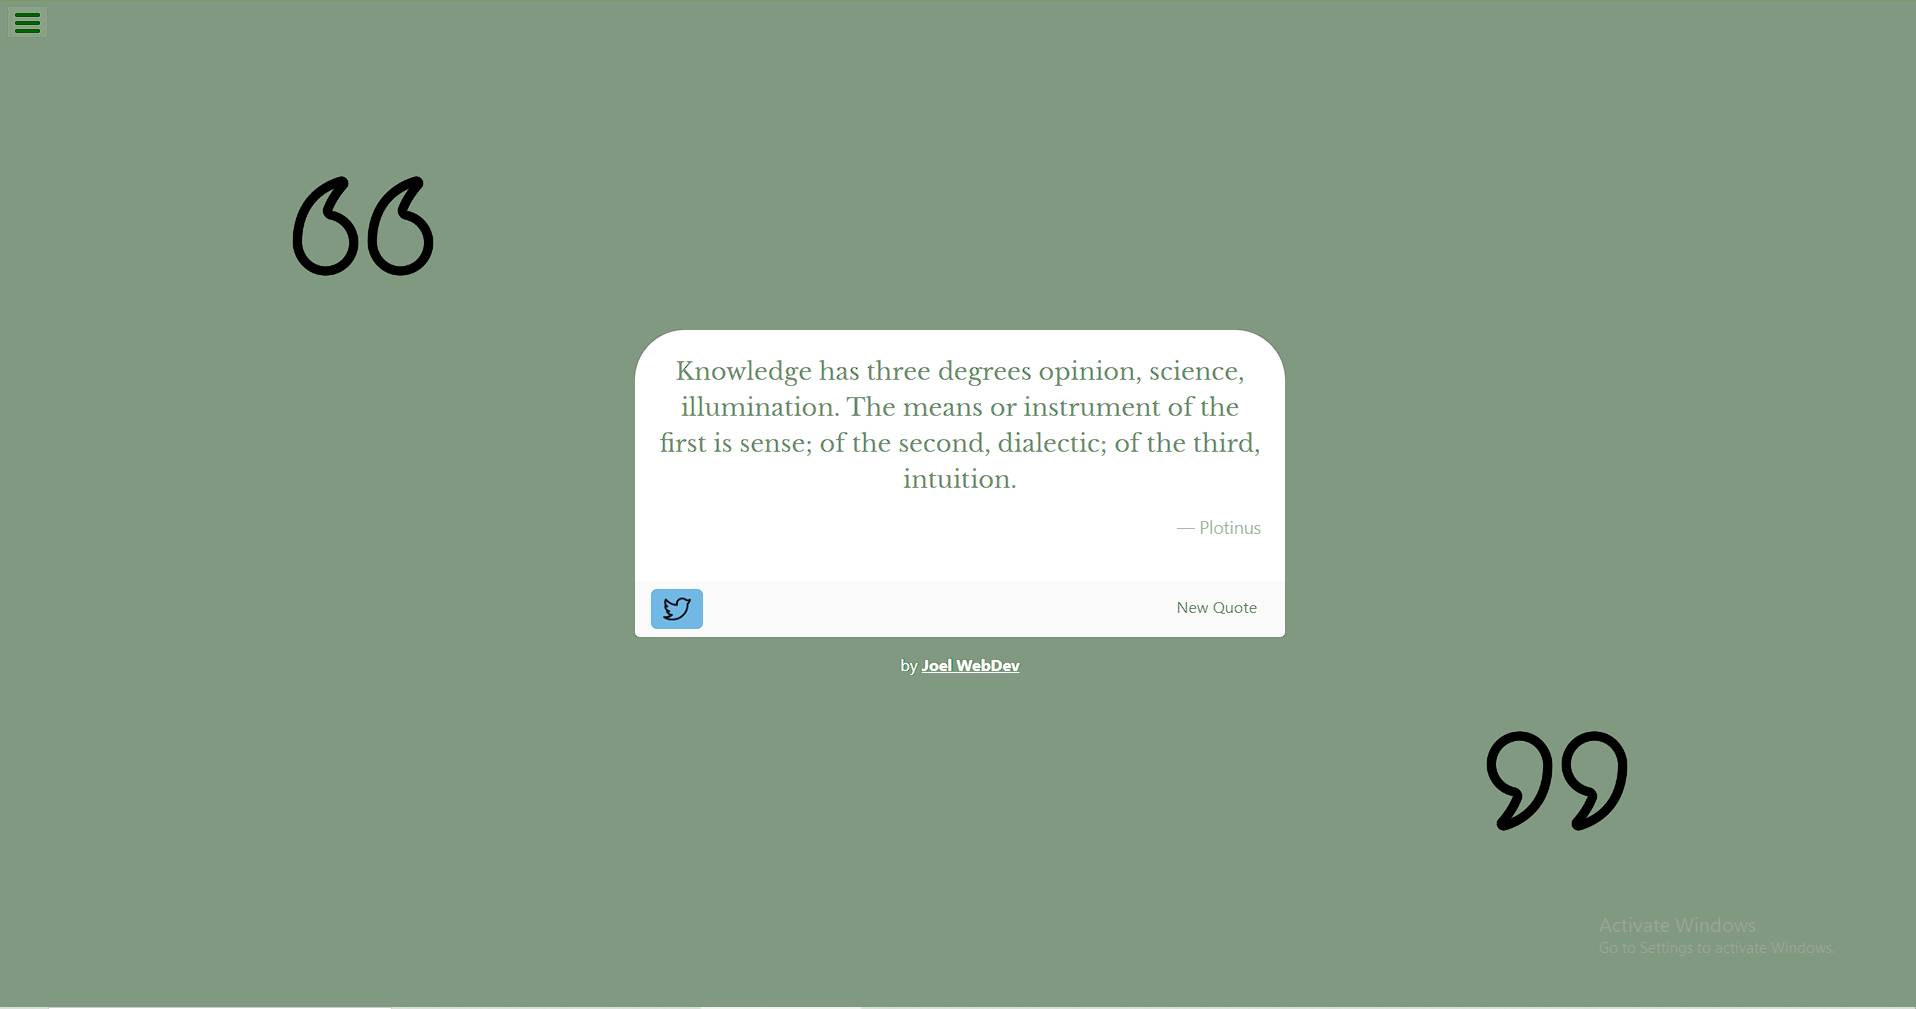 Knowledge has three degrees opinion, science,
illumination. The means or instrument of the
first is sense; of the second, dialectic; of the third,
intuition.
— Plotinus
New Quote
by Joel WebDev
Activate Windows
Go to Settings to activate Windows.